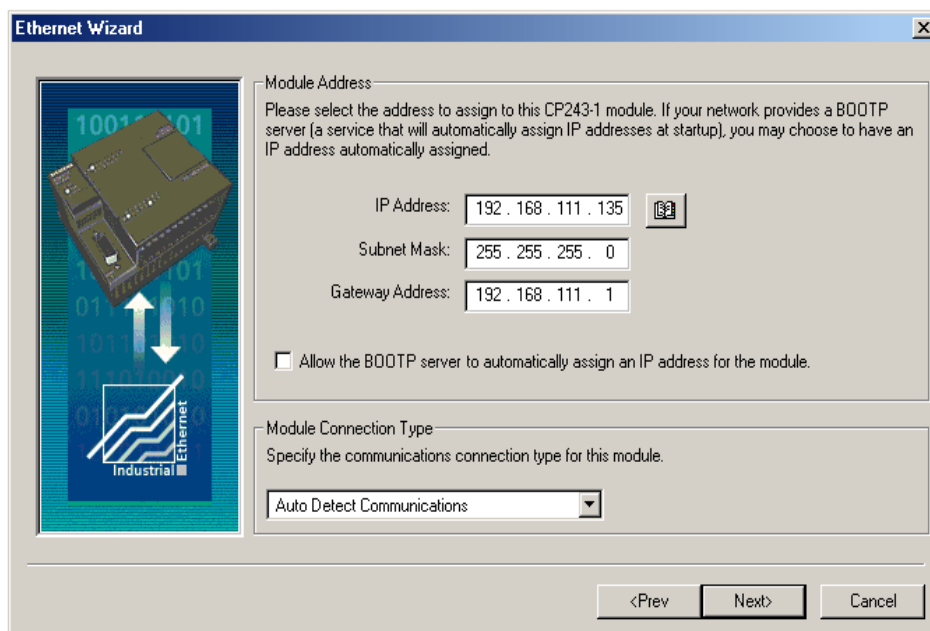 Ethernet Wizard
Module Address
Please select the address to assign to this CP243-1 module. If your network provides a BOOTP
server (a service that will automatically assign IP addresses at startup), you may choose to have an
IP address automatically assigned.
IP Address: 192 . 168 . 111 . 135
Subnet Mask: 255 . 255 . 255 . 0
Gateway Address: 192 . 168 . 111 . 1
Allow the BOOTP server to automatically assign an IP address for the module.
Module Connection Type
Specify the communications connection type for this module.
Auto Detect Communications
Industrial Ethernet
<Prev Next> Cancel